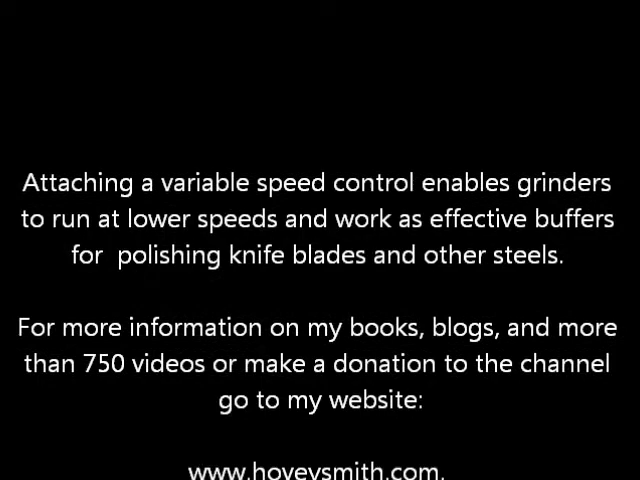 Attaching a variable speed control enables grinders
to run at lower speeds and work as effective buffers
for  polishing knife blades and other steels.
For more information on my books, blogs, and more
than 750 videos or make a donation to the channel
go to my website:
www.hoveysmith.com.